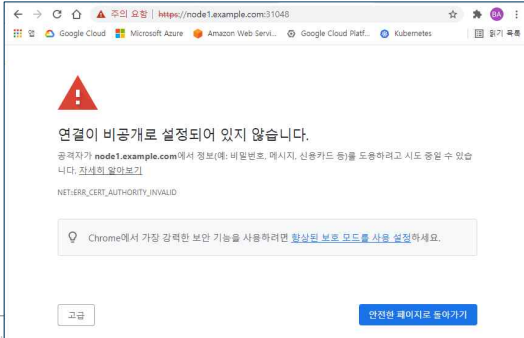 주의 요함 | https://node1.example.com:31048
BA
앱 Google Cloud Microsoft Azure Amazon Web Servi... Google Cloud Platf... Kubernetes 읽기 목록
연결이 비공개로 설정되어 있지 않습니다.
공격자가 node1.example.com에서 정보(예: 비밀번호, 메시지, 신용카드 등)를 도용하려고 시도 중일 수 있습
니다. 자세히 알아보기
NET::ERR_CERT_AUTHORITY_INVALID
Chrome에서 가장 강력한 보안 기능을 사용하려면 향상된 보호 모드를 사용 설정하세요.
고급
안전한 페이지로 돌아가기